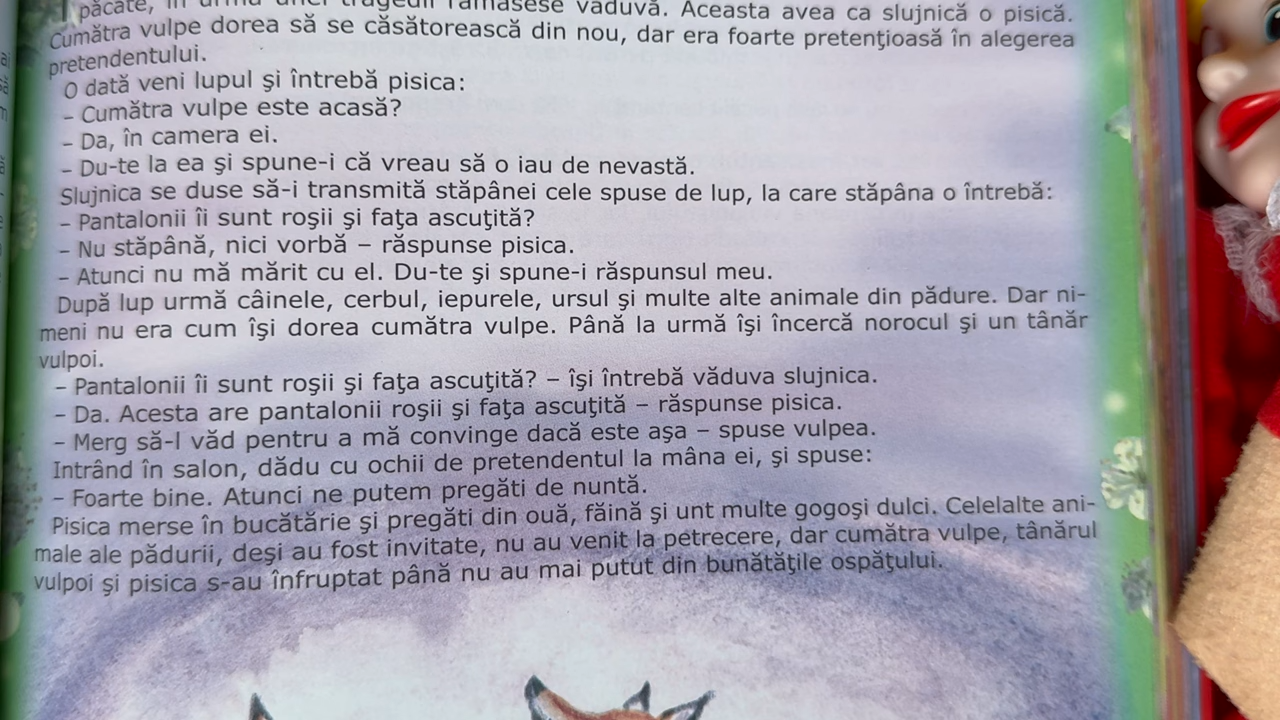 păcate, în urma unei tragedii rămăsese văduvă. Aceasta avea ca slujnică o pisică.
Cumătra vulpe dorea să se căsătorească din nou, dar era foarte pretenţioasă în alegerea
pretendentului.
O dată veni lupul şi întrebă pisica:
– Cumătra vulpe este acasă?
– Da, în camera ei.
– Du-te la ea şi spune-i că vreau să o iau de nevastă.
Slujnica se duse să-i transmită stăpânei cele spuse de lup, la care stăpâna o întrebă:
– Pantalonii îi sunt roşii şi faţa ascuţită?
– Nu stăpână, nici vorbă – răspunse pisica.
– Atunci nu mă mărit cu el. Du-te şi spune-i răspunsul meu.
După lup urmă câinele, cerbul, iepurele, ursul şi multe alte animale din pădure. Dar ni-
meni nu era cum îşi dorea cumătra vulpe. Până la urmă îşi încercă norocul şi un tânăr
vulpoi.
– Pantalonii îi sunt roşii şi faţa ascuţită? – îşi întrebă văduva slujnica.
– Da. Acesta are pantalonii roşii şi faţa ascuţită – răspunse pisica.
– Merg să-l văd pentru a mă convinge dacă este aşa – spuse vulpea.
Intrând în salon, dădu cu ochii de pretendentul la mâna ei, şi spuse:
– Foarte bine. Atunci ne putem pregăti de nuntă.
Pisica merse în bucătărie şi pregăti din ouă, făină şi unt multe gogoşi dulci. Celelalte ani-
male ale pădurii, deşi au fost invitate, nu au venit la petrecere, dar cumătra vulpe, tânărul
vulpoi şi pisica s-au înfruptat până nu au mai putut din bunătăţile ospăţului.